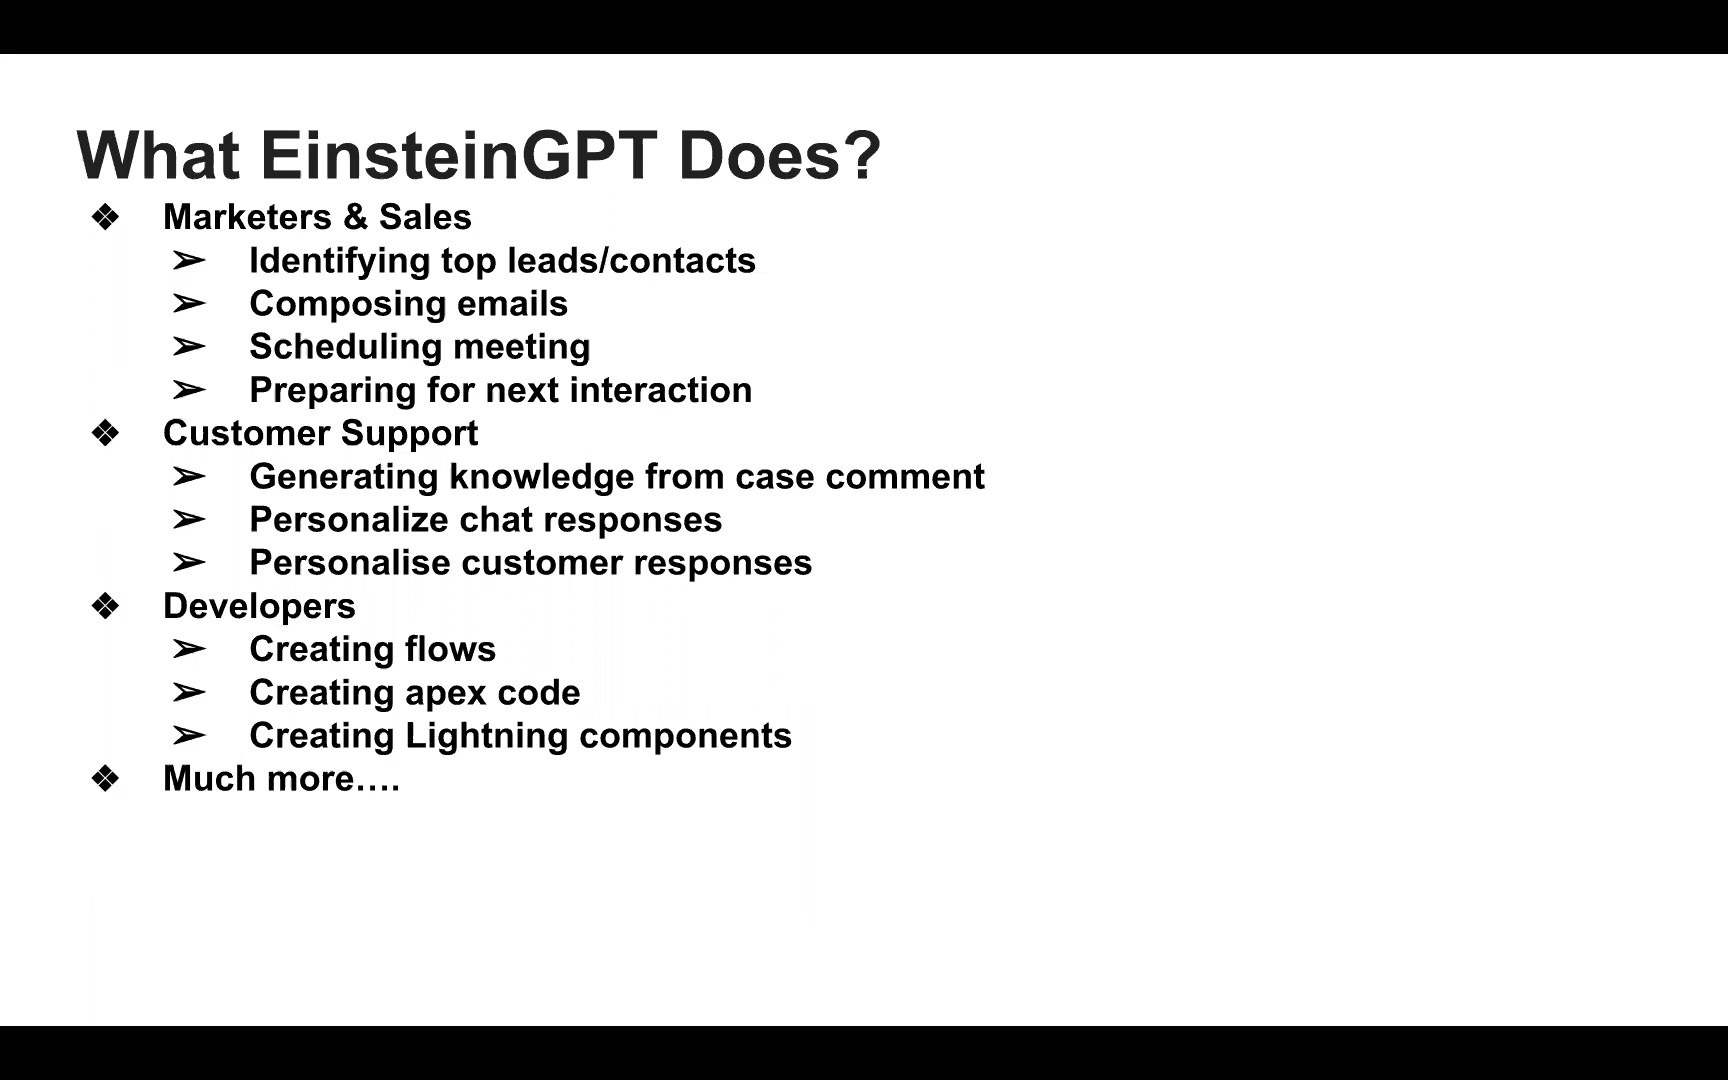 What EinsteinGPT Does?
❖ Marketers & Sales
➢ Identifying top leads/contacts
➢ Composing emails
➢ Scheduling meeting
➢ Preparing for next interaction
❖ Customer Support
➢ Generating knowledge from case comment
➢ Personalize chat responses
➢ Personalise customer responses
❖ Developers
➢ Creating flows
➢ Creating apex code
➢ Creating Lightning components
❖ Much more....